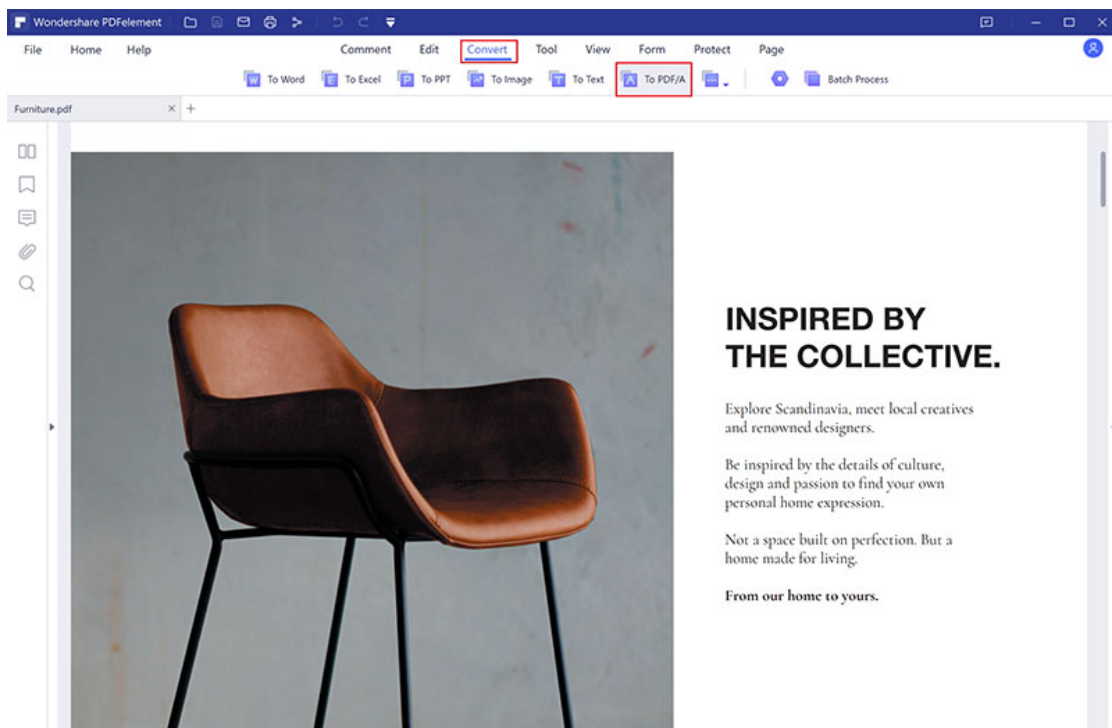 Wondershare PDFelement
File Home Help Comment Edit Convert Tool View Form Protect Page
To Word To Excel To PPT To Image To Text To PDF/A Batch Process
Furniture.pdf
INSPIRED BY
THE COLLECTIVE.
Explore Scandinavia, meet local creatives
and renowned designers.
Be inspired by the details of culture,
design and passion to find your own
personal home expression.
Not a space built on perfection. But a
home made for living.
From our home to yours.